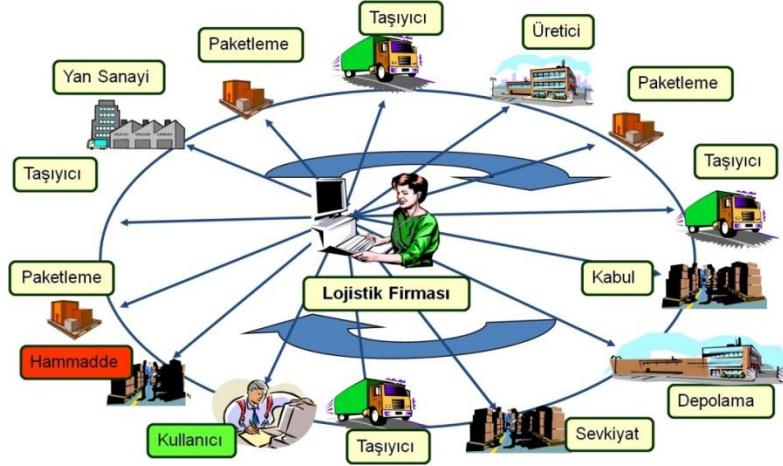 Taşıyıcı
Paketleme
Üretici
Yan Sanayi
Paketleme
Taşıyıcı
Taşıyıcı
Paketleme
Kabul
Lojistik Firması
Hammadde
Depolama
Kullanıcı
Taşıyıcı
Sevkiyat